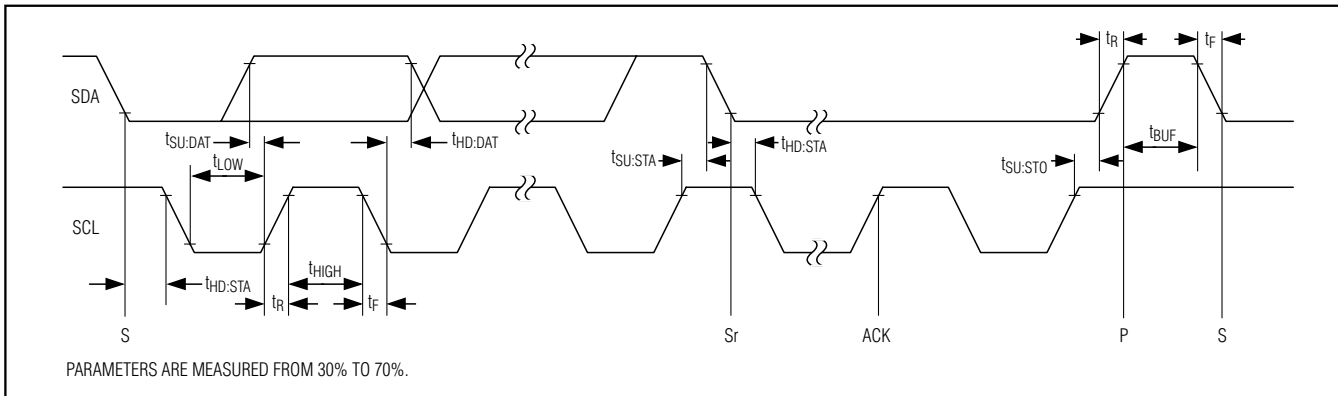 tR tF
SDA
tSU:DAT tHD:DAT tSU:STA tHD:STA tBUF
tLOW tSU:STO
SCL
tHD:STA tR tHIGH tF
S Sr ACK P S
PARAMETERS ARE MEASURED FROM 30% TO 70%.